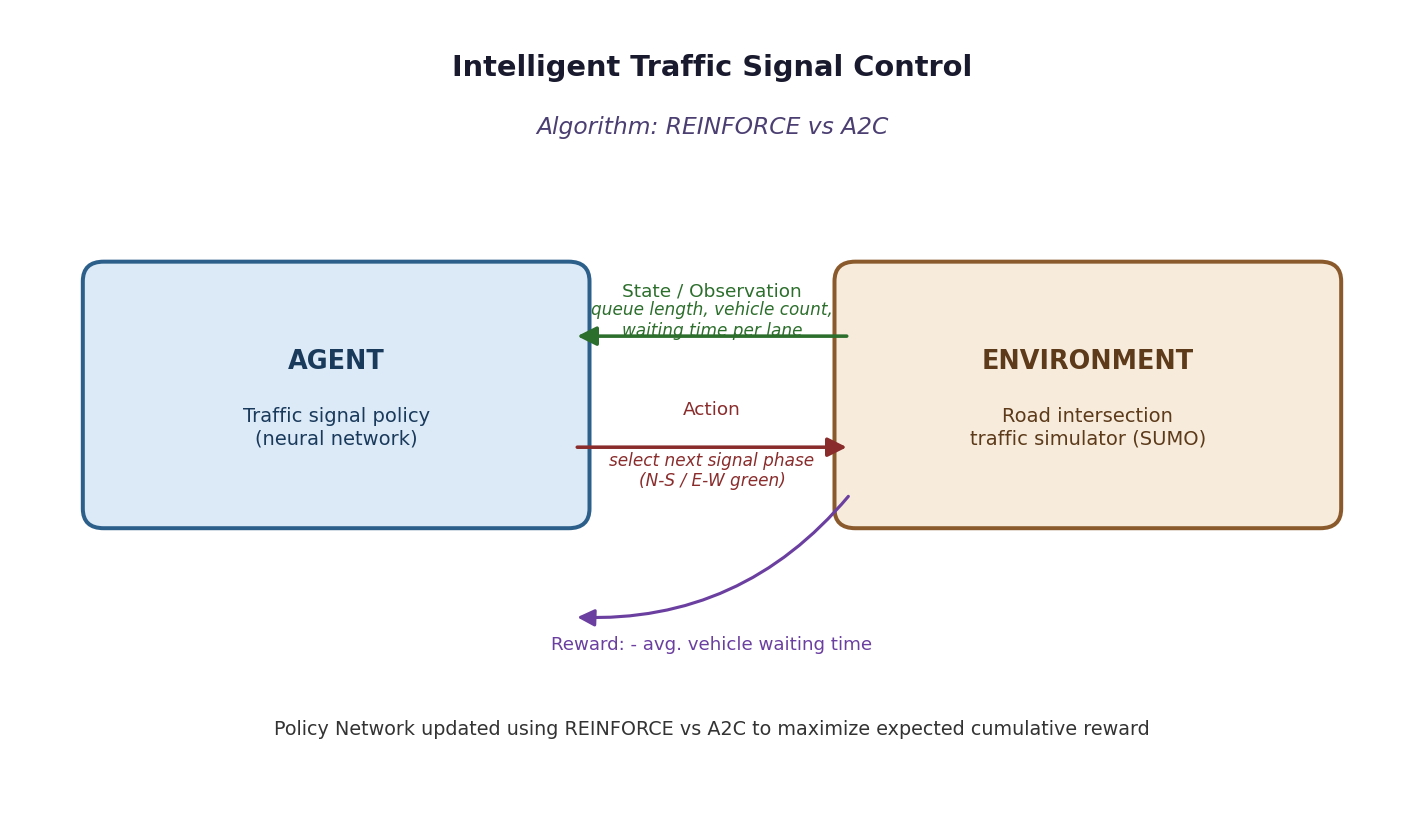 Intelligent Traffic Signal Control
Algorithm: REINFORCE vs A2C
State / Observation
queue length, vehicle count,
waiting time per lane
AGENT
Traffic signal policy
(neural network)
Action
select next signal phase
(N-S / E-W green)
ENVIRONMENT
Road intersection
traffic simulator (SUMO)
Reward: - avg. vehicle waiting time
Policy Network updated using REINFORCE vs A2C to maximize expected cumulative reward